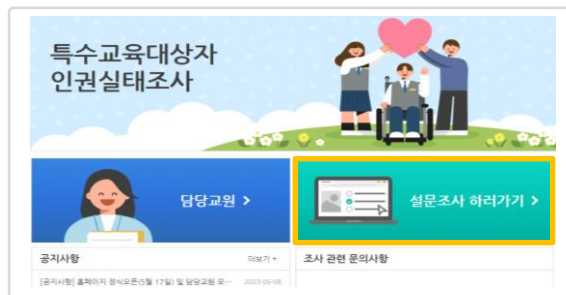 특수교육대상자
인권실태조사
담당교원 >
설문조사 하러가기 >
공지사항
더보기 +
조사 관련 문의사항
[공지사항] 홈페이지 정식오픈(5월 17일) 및 담당교원 모…
2023-05-08